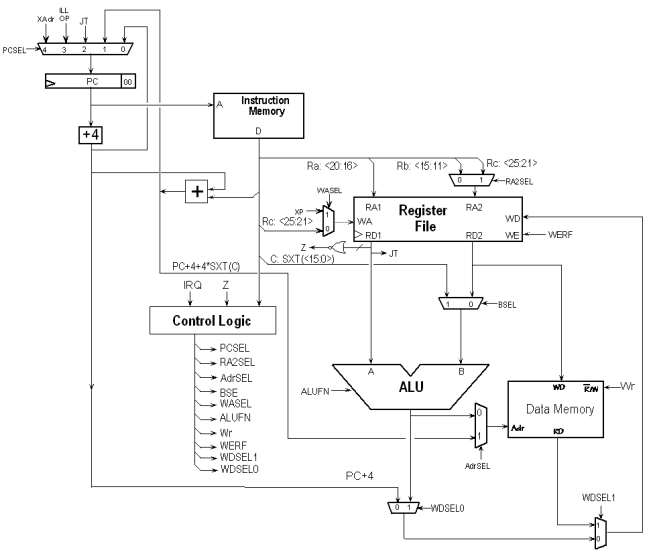 ILL
XAdr OP JT
PCSEL 4 3 2 1 0
PC 00
A Instruction
Memory
D
+4
Ra: <20:16> Rb: <15:11> Rc: <25:21>
0 1 RA2SEL
+
WASEL
XP 1
Rc: <25:21> 0
RA1 RA2
WA Register WD
File
RD1 RD2 WE WERF
Z JT
C: SXT(<15:0>)
PC+4+4*SXT(C)
IRQ Z
1 0 BSEL
Control Logic
PCSEL
RA2SEL
AdrSEL
BSE
WASEL
ALUFN
Wr
WERF
WDSEL1
WDSEL0
A B
ALU
ALUFN
WD R/W Wr
Data Memory
Adr
RD
0
1
AdrSEL
PC+4
0 1 WDSEL0
WDSEL1
1
0